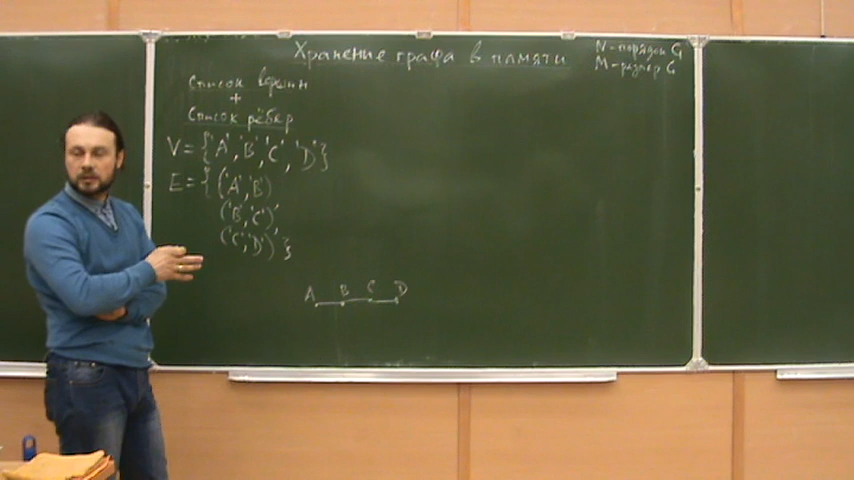 Хранение графа в памяти
N - порядок G
M - размер G
Список вершин
+
Список рёбер
V = {'A', 'B', 'C', 'D'}
E = {('A', 'B')
('B', 'C'),
('C', 'D')}
A B C D